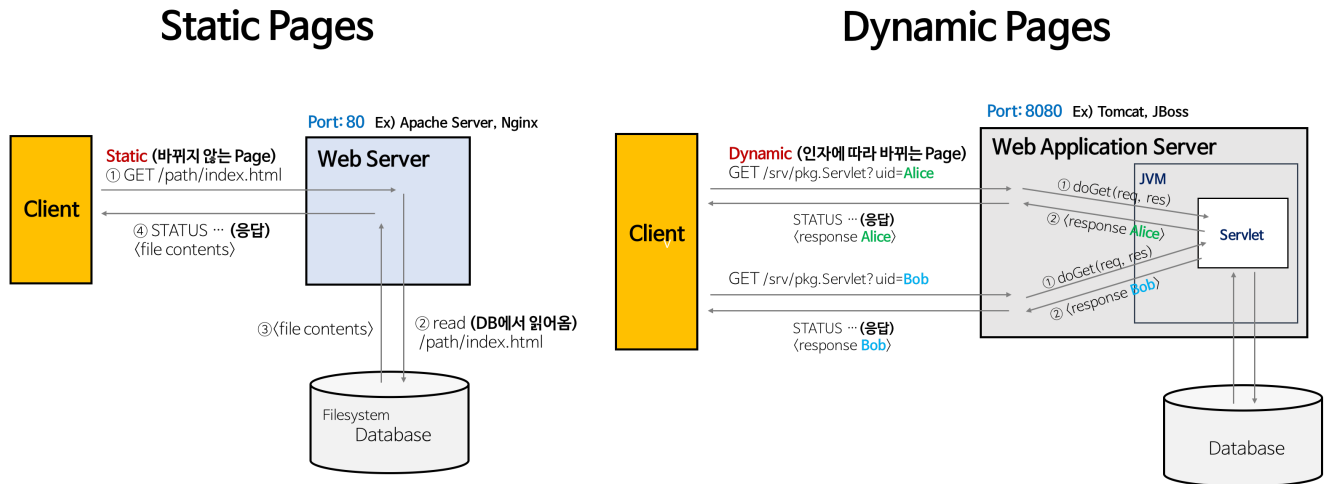 Static Pages
Port: 80 Ex) Apache Server, Nginx
Client
Static (바뀌지 않는 Page)
① GET /path/index.html
④ STATUS ··· (응답)
〈file contents〉
Web Server
③〈file contents〉
② read (DB에서 읽어옴)
/path/index.html
Filesystem
Database
Dynamic Pages
Port: 8080 Ex) Tomcat, JBoss
Client
Dynamic (인자에 따라 바뀌는 Page)
GET /srv/pkg.Servlet? uid=Alice
STATUS ··· (응답)
〈response Alice〉
GET /srv/pkg.Servlet? uid=Bob
STATUS ··· (응답)
〈response Bob〉
Web Application Server
JVM
① doGet(req, res)
② 〈response Alice〉
① doGet(req, res)
② 〈response Bob〉
Servlet
Database